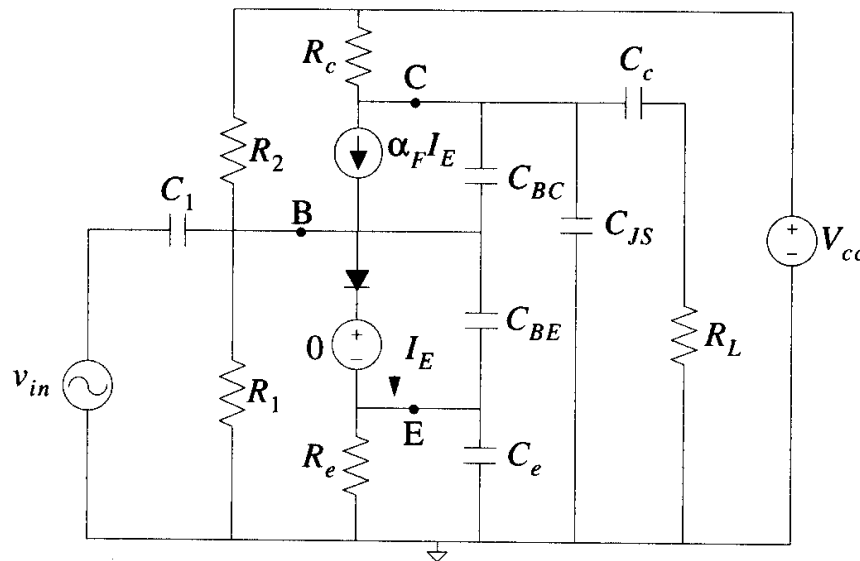 R_c
C
C_c
R_2
α_F I_E
C_BC
C_1
B
C_JS
+
−
V_cc
+
−
0
I_E
C_BE
R_L
v_in
R_1
E
R_e
C_e